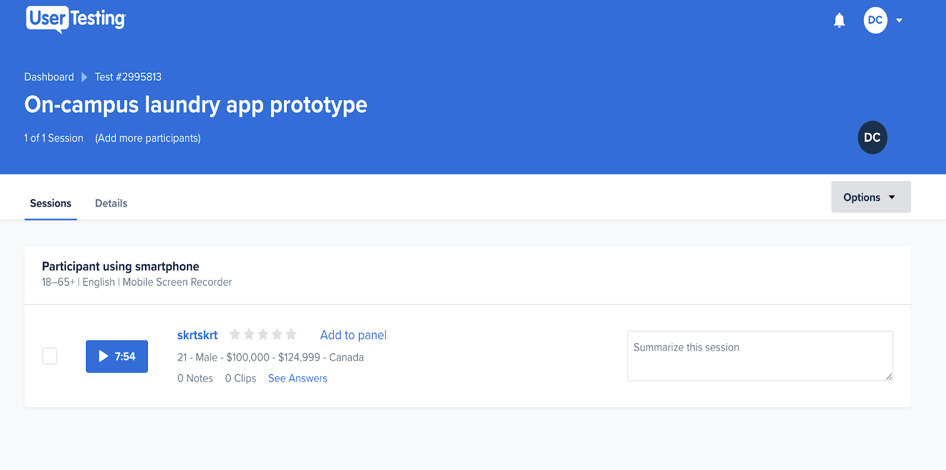 UserTesting
DC
Dashboard Test #2995813
On-campus laundry app prototype
1 of 1 Session (Add more participants)
DC
Sessions Details
Options
Participant using smartphone
18–65+ | English | Mobile Screen Recorder
7:54
skrtskrt Add to panel
21 - Male - $100,000 - $124,999 - Canada
0 Notes 0 Clips See Answers
Summarize this session